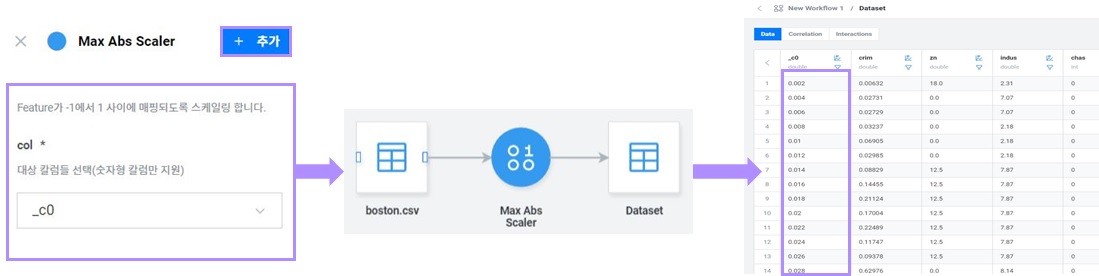 Max Abs Scaler
+ 추가
Feature가 -1에서 1 사이에 매핑되도록 스케일링 합니다.
col *
대상 칼럼들 선택(숫자형 칼럼만 지원)
_c0
boston.csv
Max Abs
Scaler
Dataset
New Workflow 1 / Dataset
Data Correlation Interactions
_c0 crim zn indus chas
double double double double int
1 0.002 0.00632 18.0 2.31 0
2 0.004 0.02731 0.0 7.07 0
3 0.006 0.02729 0.0 7.07 0
4 0.008 0.03237 0.0 2.18 0
5 0.01 0.06905 0.0 2.18 0
6 0.012 0.02985 0.0 2.18 0
7 0.014 0.08829 12.5 7.87 0
8 0.016 0.14455 12.5 7.87 0
9 0.018 0.21124 12.5 7.87 0
10 0.02 0.17004 12.5 7.87 0
11 0.022 0.22489 12.5 7.87 0
12 0.024 0.11747 12.5 7.87 0
13 0.026 0.09378 12.5 7.87 0
14 0.028 0.62976 0.0 8.14 0